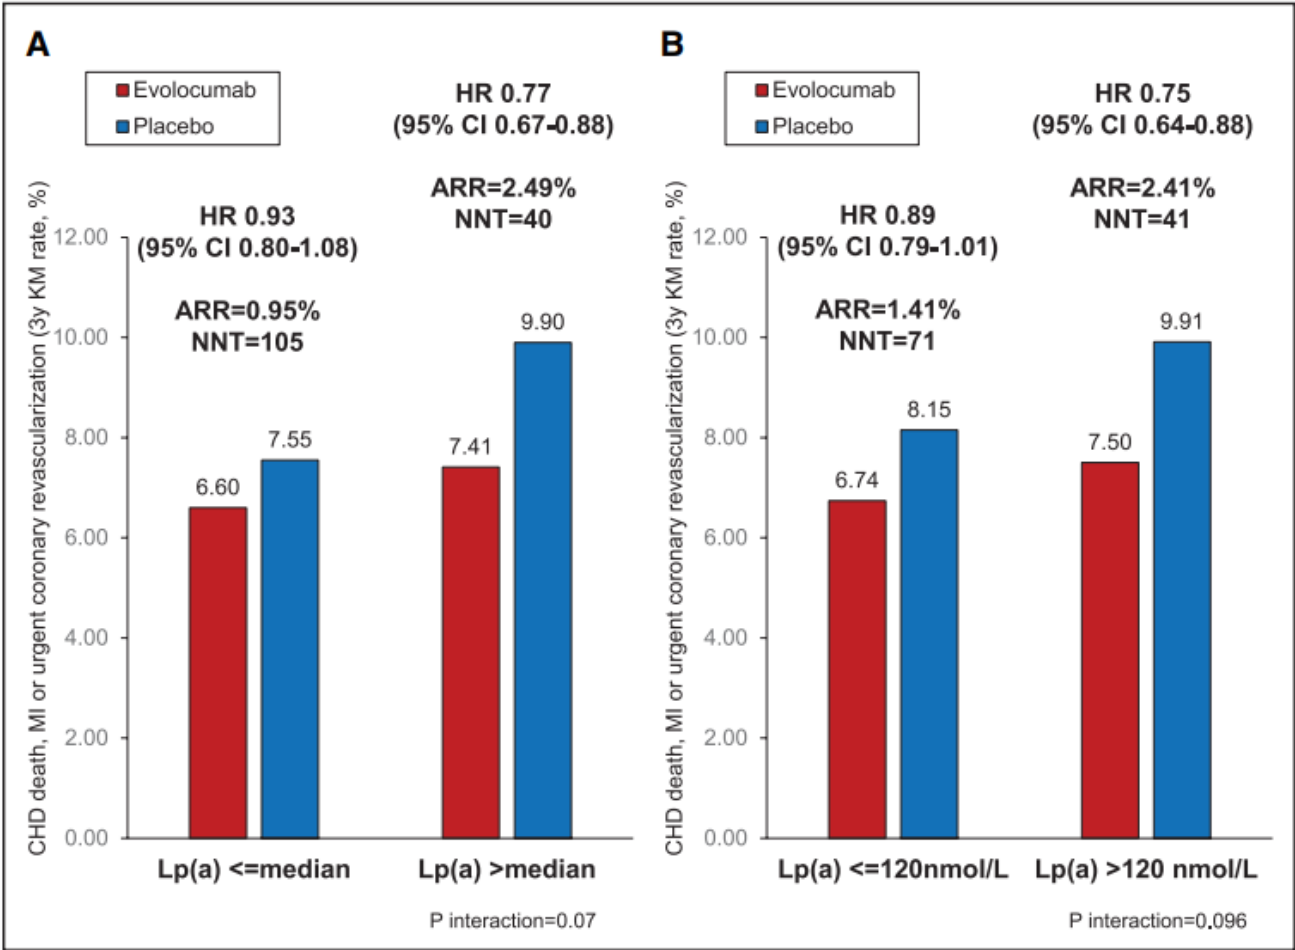 A
Evolocumab
Placebo
HR 0.77
(95% CI 0.67-0.88)
ARR=2.49%
NNT=40
HR 0.93
(95% CI 0.80-1.08)
ARR=0.95%
NNT=105
CHD death, MI or urgent coronary revascularization (3y KM rate, %)
12.00
10.00
8.00
6.00
4.00
2.00
0.00
6.60
7.55
7.41
9.90
Lp(a) <=median
Lp(a) >median
P interaction=0.07
B
Evolocumab
Placebo
HR 0.75
(95% CI 0.64-0.88)
ARR=2.41%
NNT=41
HR 0.89
(95% CI 0.79-1.01)
ARR=1.41%
NNT=71
CHD death, MI or urgent coronary revascularization (3y KM rate, %)
12.00
10.00
8.00
6.00
4.00
2.00
0.00
6.74
8.15
7.50
9.91
Lp(a) <=120nmol/L
Lp(a) >120 nmol/L
P interaction=0.096